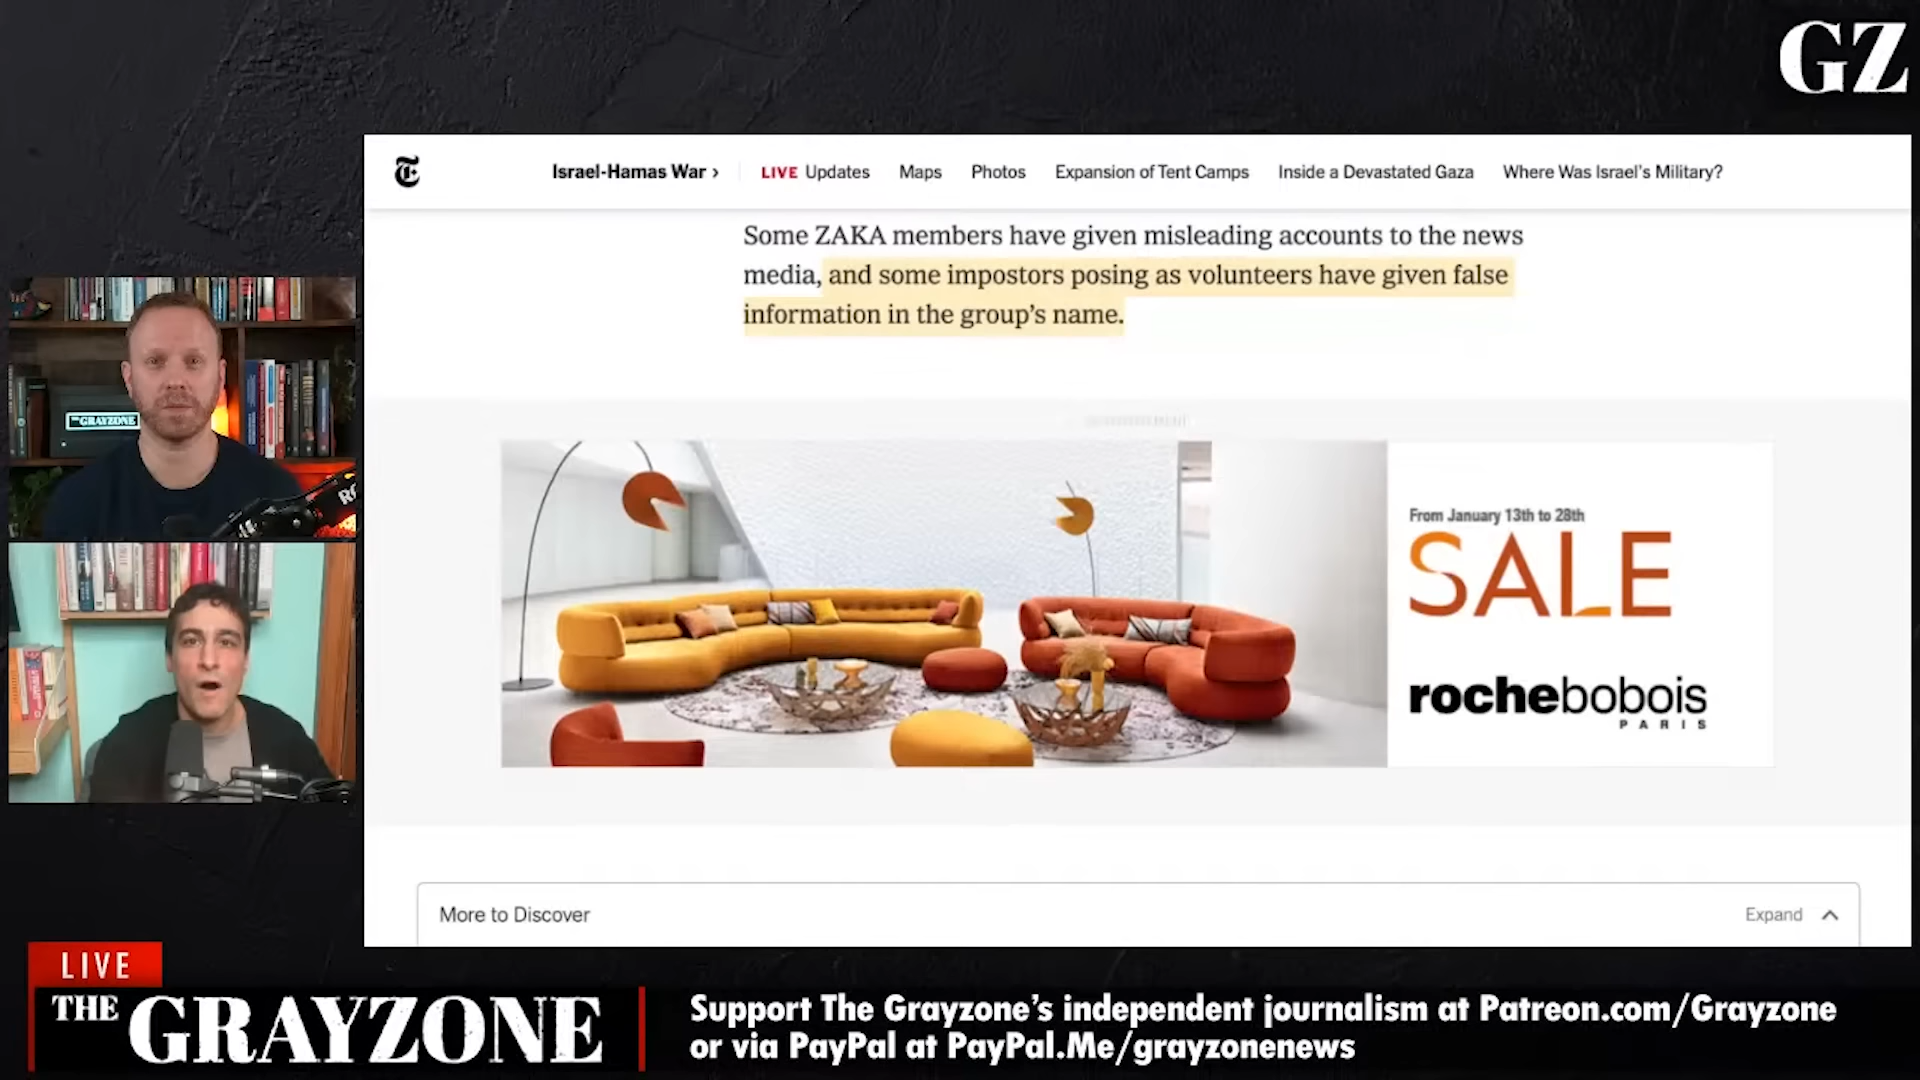 GZ
Israel-Hamas War ›
LIVE Updates
Maps
Photos
Expansion of Tent Camps
Inside a Devastated Gaza
Where Was Israel's Military?
Some ZAKA members have given misleading accounts to the news
media, and some impostors posing as volunteers have given false
information in the group's name.
THE GRAYZONE
From January 13th to 28th
SALE
rochebobois
PARIS
More to Discover
Expand
LIVE
THE GRAYZONE
Support The Grayzone's independent journalism at Patreon.com/Grayzone
or via PayPal at PayPal.Me/grayzonenews